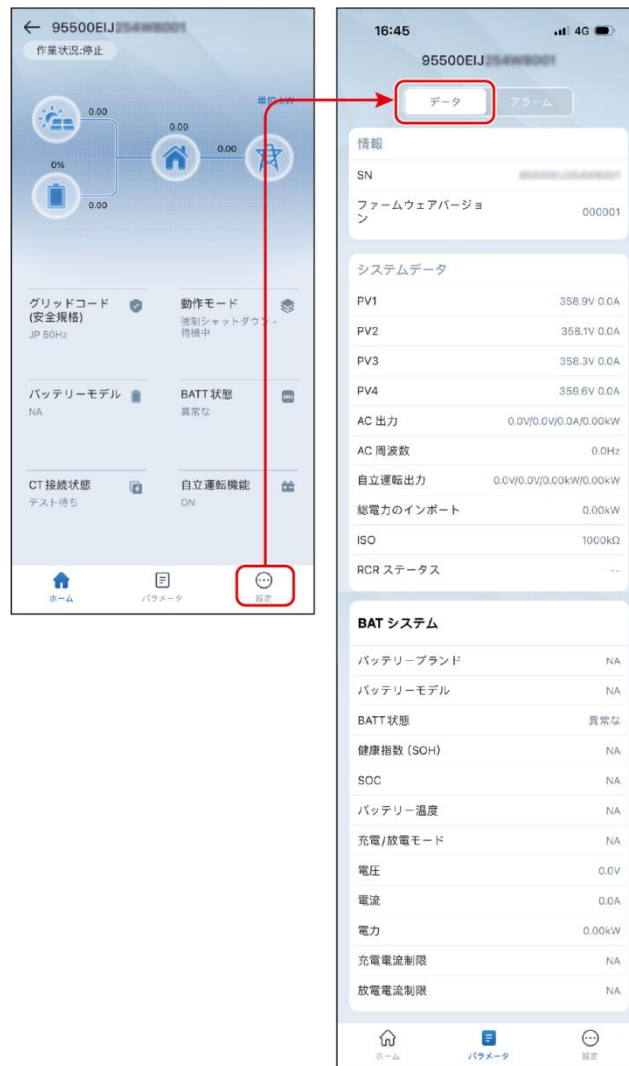 ← 95500EIJ
作業状況:停止
単位:kW
0.00
0.00
0%
0.00
0.00
グリッドコード
(安全規格)
JP 50Hz
動作モード
強制シャットダウン -
待機中
バッテリーモデル
NA
BATT 状態
異常な
CT 接続状態
テスト待ち
自立運転機能
ON
ホーム
パラメータ
設定
16:45
4G
95500EIJ
データ
アラーム
情報
SN
ファームウェアバージョ
ン
000001
システムデータ
PV1 358.9V 0.0A
PV2 358.1V 0.0A
PV3 358.3V 0.0A
PV4 359.6V 0.0A
AC 出力 0.0V/0.0V/0.0A/0.00kW
AC 周波数 0.0Hz
自立運転出力 0.0V/0.0V/0.00kW/0.00kW
総電力のインポート 0.00kW
ISO 1000kΩ
RCR ステータス --
BAT システム
バッテリーブランド NA
バッテリーモデル NA
BATT 状態 異常な
健康指数 (SOH) NA
SOC NA
バッテリー温度 NA
充電/放電モード NA
電圧 0.0V
電流 0.0A
電力 0.00kW
充電電流制限 NA
放電電流制限 NA
ホーム
パラメータ
設定